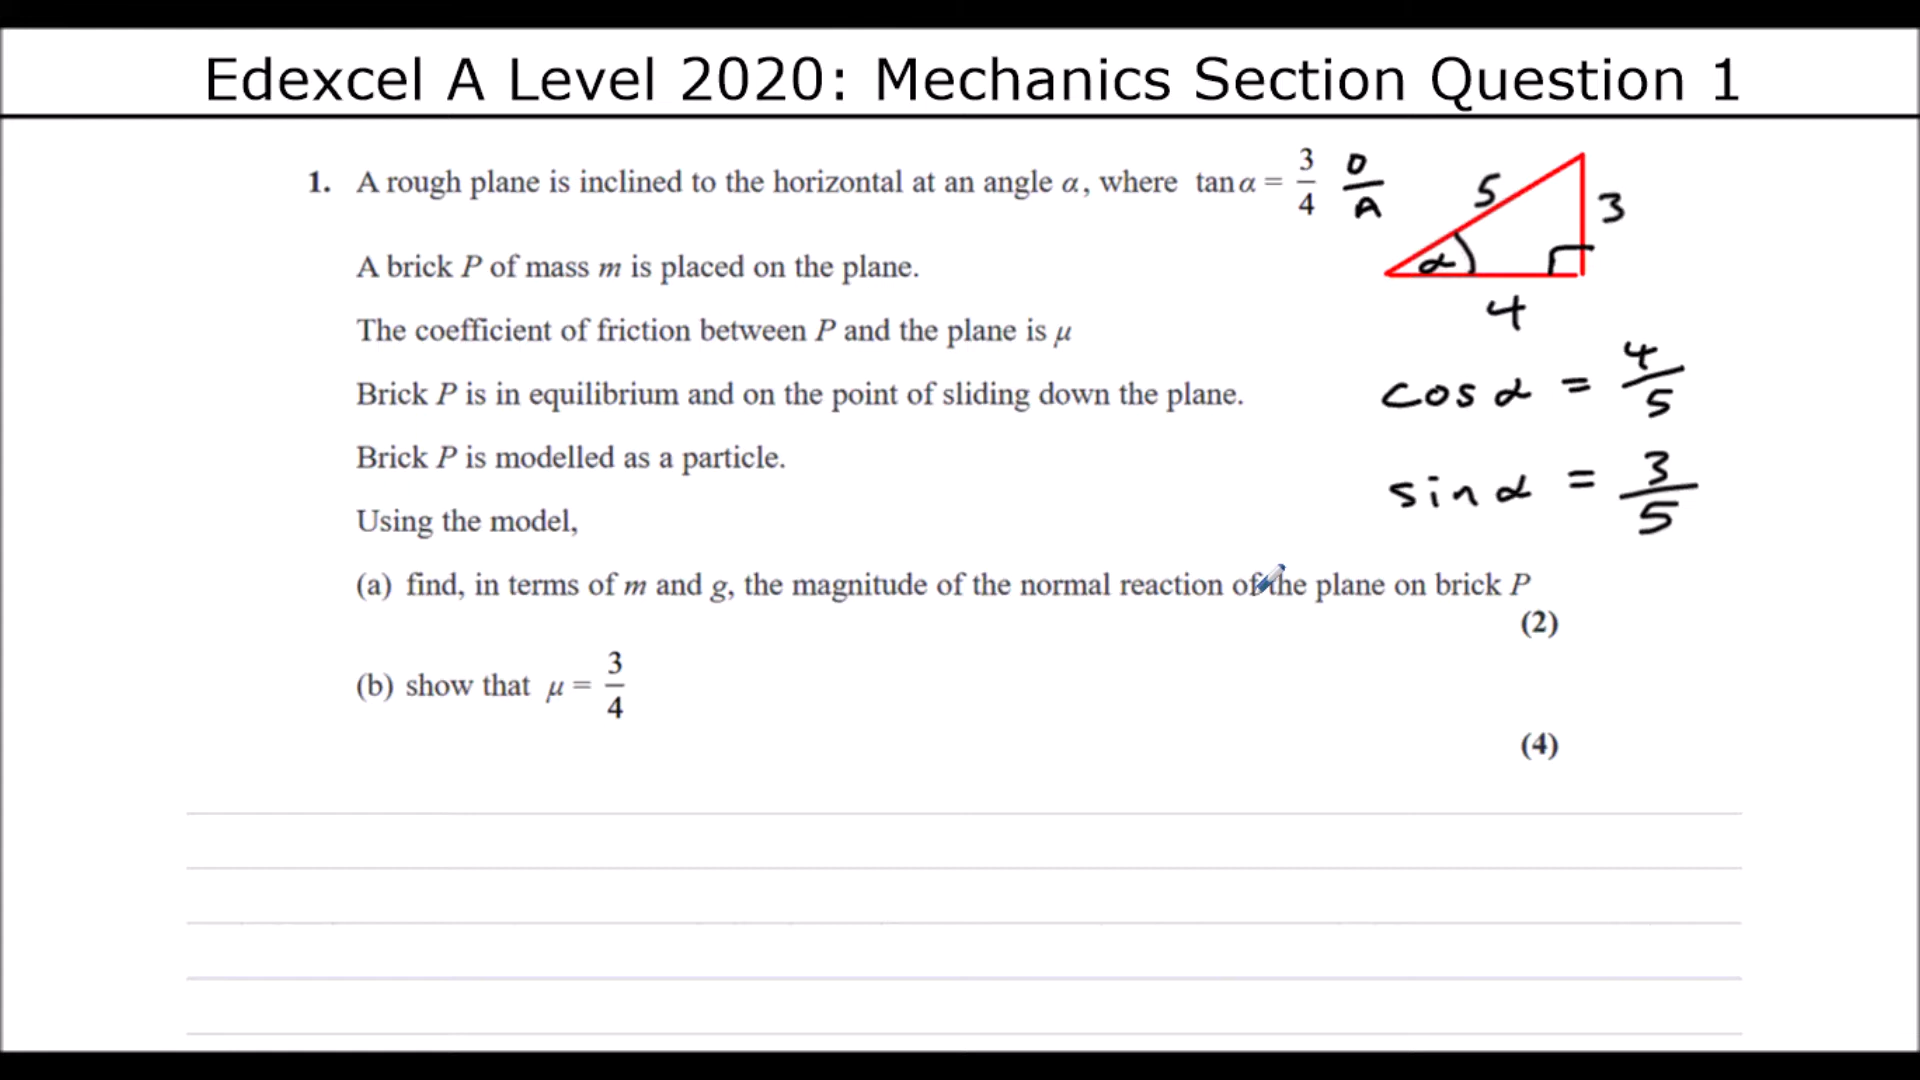 Edexcel A Level 2020: Mechanics Section Question 1
1. A rough plane is inclined to the horizontal at an angle α, where tan α = 3/4 O/A
5
3
α
4
A brick P of mass m is placed on the plane.
The coefficient of friction between P and the plane is μ
cos α = 4/5
Brick P is in equilibrium and on the point of sliding down the plane.
Brick P is modelled as a particle.
sin α = 3/5
Using the model,
(a) find, in terms of m and g, the magnitude of the normal reaction of the plane on brick P
(2)
(b) show that μ = 3/4
(4)